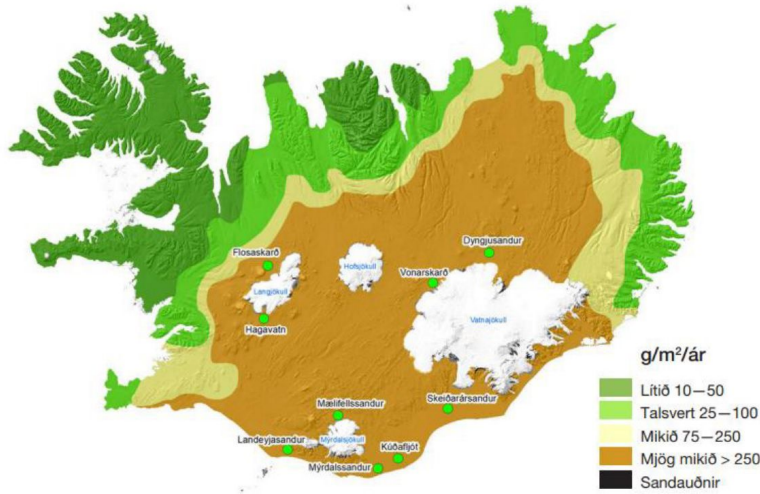 Dyngjusandur
Flosaskarð
Hofsjökull
Vonarskarð
Langjökull
Hagavatn
Vatnajökull
Mælifellssandur
Skeiðarársandur
Landeyjasandur
Mýrdalsjökull
Kúðafljót
Mýrdalssandur
g/m²/ár
Lítið 10—50
Talsvert 25—100
Mikið 75—250
Mjög mikið > 250
Sandauðnir